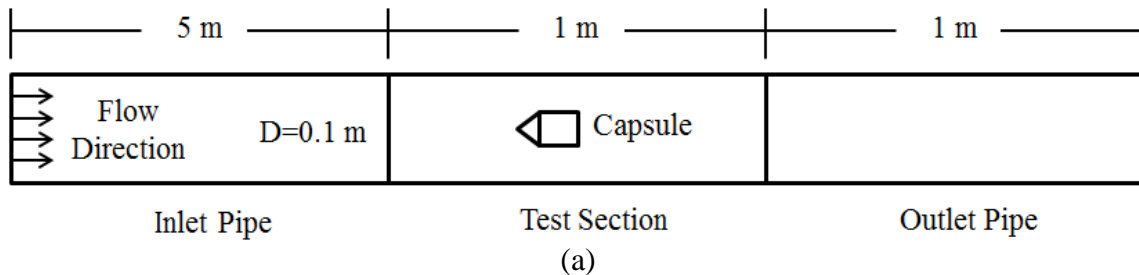 5 m 1 m 1 m
Flow
Direction
D=0.1 m
Capsule
Inlet Pipe Test Section Outlet Pipe
(a)